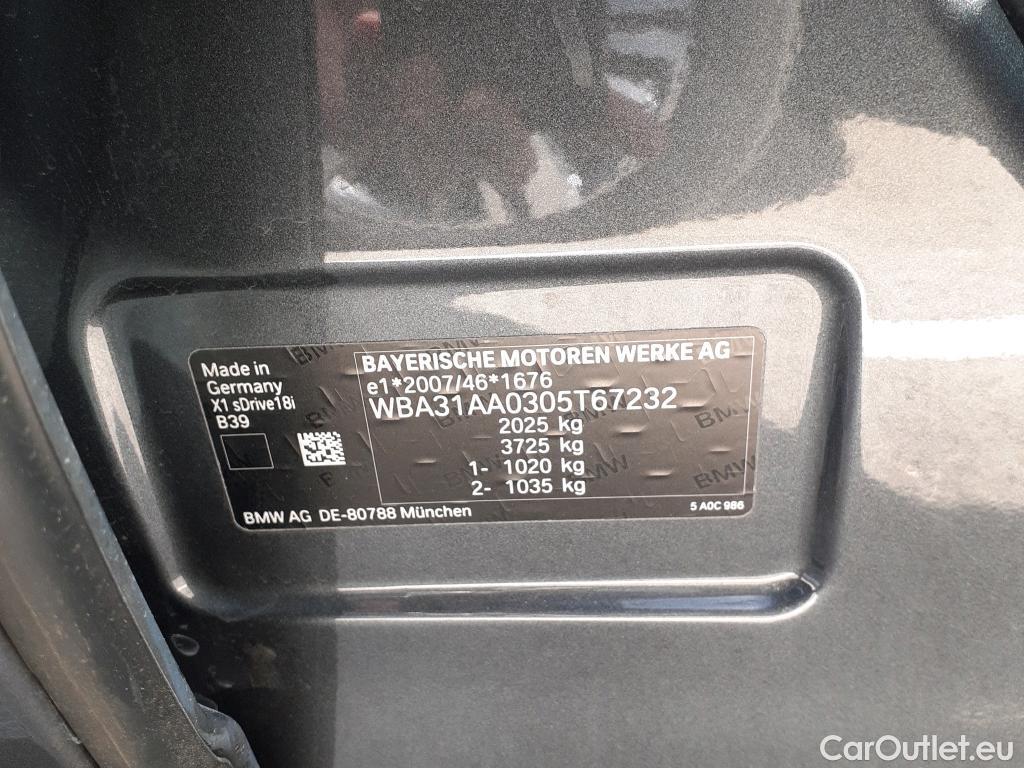 Made in
Germany
X1 sDrive18i
B39
BAYERISCHE MOTOREN WERKE AG
e1*2007/46*1676
WBA31AA0305T67232
2025 kg
3725 kg
1- 1020 kg
2- 1035 kg
BMW AG DE-80788 München
5 A0C 986
CarOutlet.eu